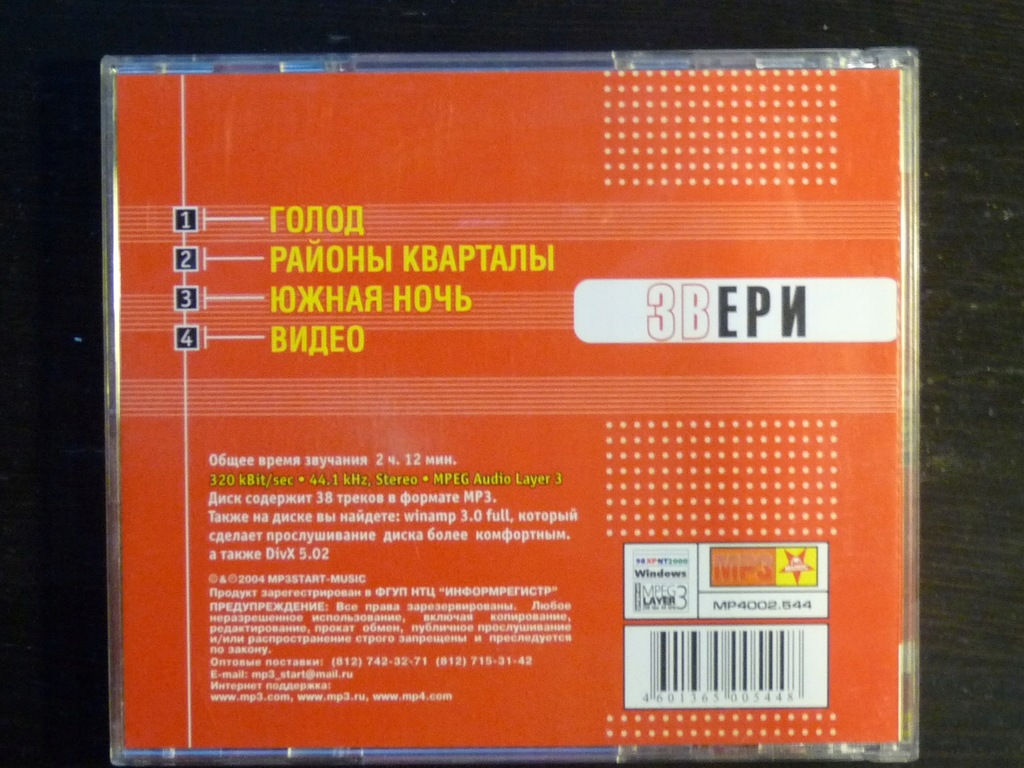 1 ГОЛОД
2 РАЙОНЫ КВАРТАЛЫ
3 ЮЖНАЯ НОЧЬ
4 ВИДЕО
ЗВЕРИ
Общее время звучания 2 ч. 12 мин.
320 kBit/sec • 44.1 kHz, Stereo • MPEG Audio Layer 3
Диск содержит 38 треков в формате MP3.
Также на диске вы найдете: winamp 3.0 full, который
сделает прослушивание диска более комфортным.
а также DivX 5.02
©&℗2004 MP3START-MUSIC
Продукт зарегестрирован в ФГУП НТЦ "ИНФОРМРЕГИСТР"
ПРЕДУПРЕЖДЕНИЕ: Все права зарезервированы. Любое
неразрешенное использование, включая копирование,
редактирование, прокат обмен, публичное прослушивание
и/или распространение строго запрещены и преследуется
по закону.
Оптовые поставки: (812) 742-32-71 (812) 715-31-42
E-mail: mp3_start@mail.ru
Интернет поддержка:
www.mp3.com, www.mp3.ru, www.mp4.com
98 XP NT 2000
Windows
MPEG
LAYER 3
MP3
MP4002.544
4 601365 005448